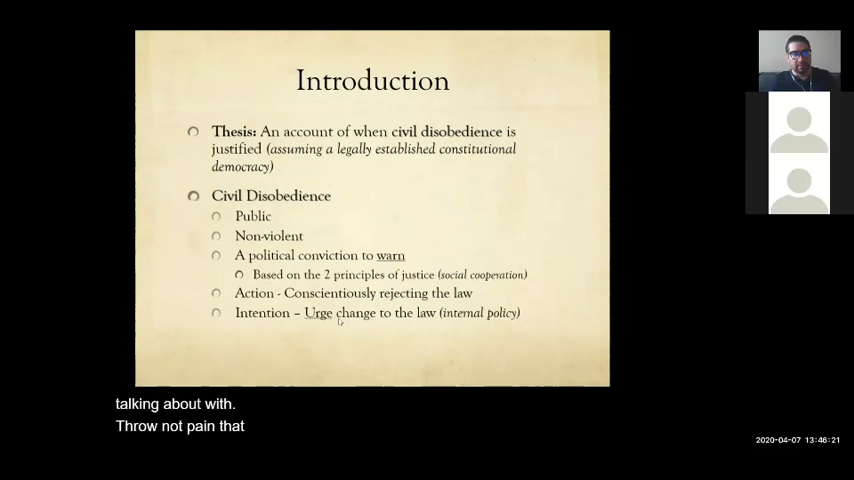 Introduction
Thesis: An account of when civil disobedience is
justified (assuming a legally established constitutional
democracy)
Civil Disobedience
Public
Non-violent
A political conviction to warn
Based on the 2 principles of justice (social cooperation)
Action - Conscientiously rejecting the law
Intention – Urge change to the law (internal policy)
talking about with.
Throw not pain that
2020-04-07 13:46:21